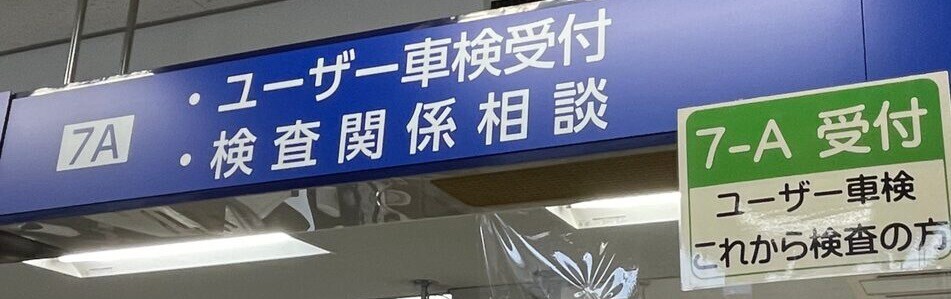 7A
・ユーザー車検受付
・検査関係相談
7-A 受付
ユーザー車検
これから検査の方